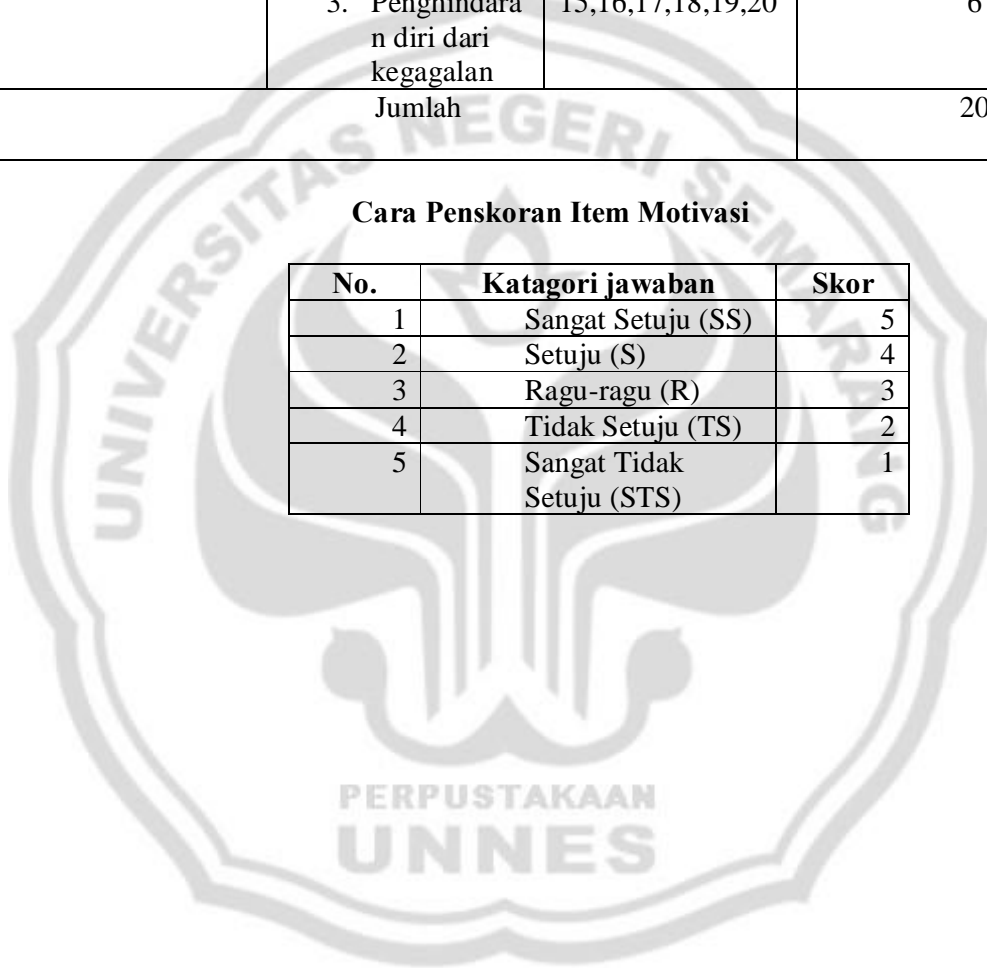 3. Penghindara 15,16,17,18,19,20 6
n diri dari
kegagalan
Jumlah 20
Cara Penskoran Item Motivasi
No. Katagori jawaban Skor
1 Sangat Setuju (SS) 5
2 Setuju (S) 4
3 Ragu-ragu (R) 3
4 Tidak Setuju (TS) 2
5 Sangat Tidak 1
Setuju (STS)
UNIVERSITAS NEGERI SEMARANG
PERPUSTAKAAN
UNNES